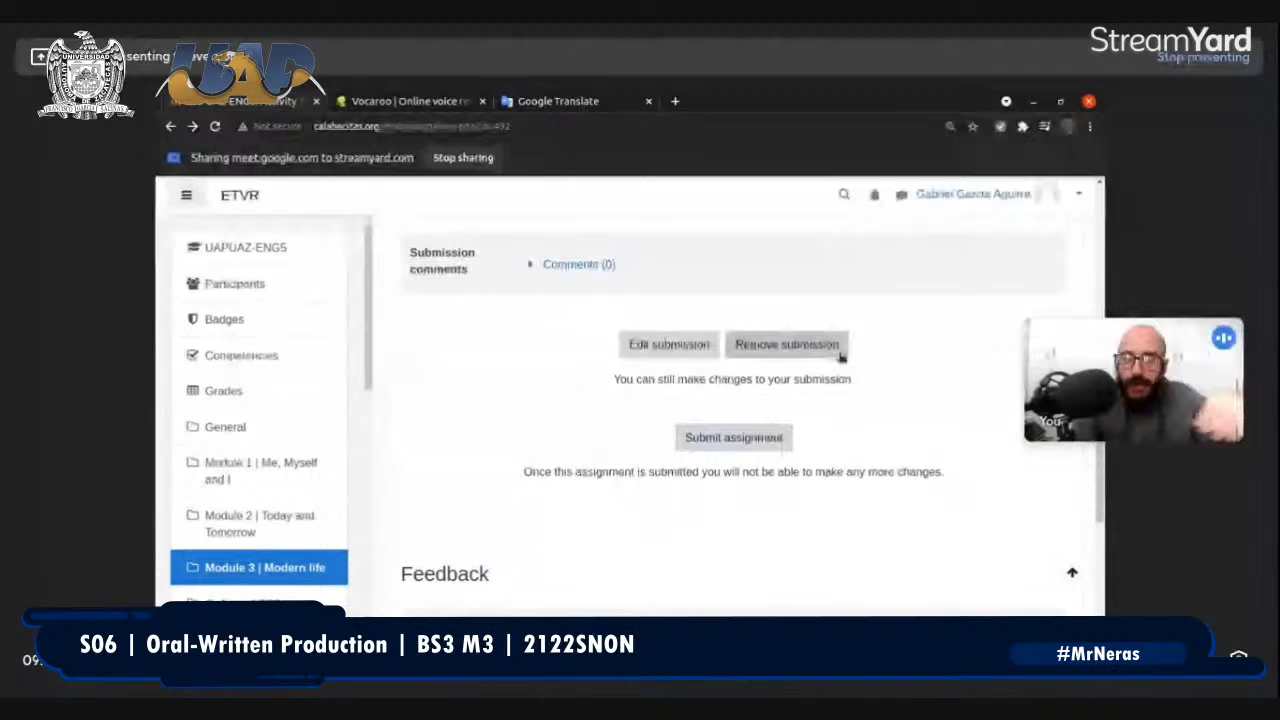 StreamYard
Stop presenting
UNIVERSIDAD
UAP
Vocaroo | Online voice re
Google Translate
Not secure
calabacitas.org
Sharing meet.google.com to streamyard.com
Stop sharing
ETVR
Gabriel Garcia Aguirre
UAPUAZ-ENG5
Participants
Badges
Competencies
Grades
General
Module 1 | Me, Myself
and I
Module 2 | Today and
Tomorrow
Module 3 | Modern life
Submission
comments
Comments (0)
Edit submission
Remove submission
You can still make changes to your submission
Submit assignment
Once this assignment is submitted you will not be able to make any more changes.
Feedback
You
S06 | Oral-Written Production | BS3 M3 | 2122SNON
#MrNeras